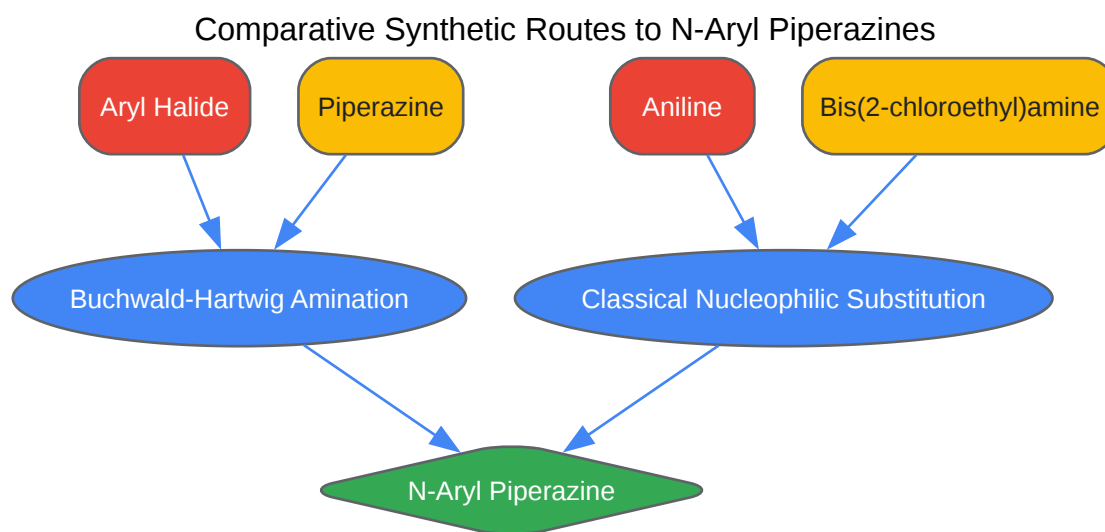 Comparative Synthetic Routes to N-Aryl Piperazines
Aryl Halide
Piperazine
Aniline
Bis(2-chloroethyl)amine
Buchwald-Hartwig Amination
Classical Nucleophilic Substitution
N-Aryl Piperazine